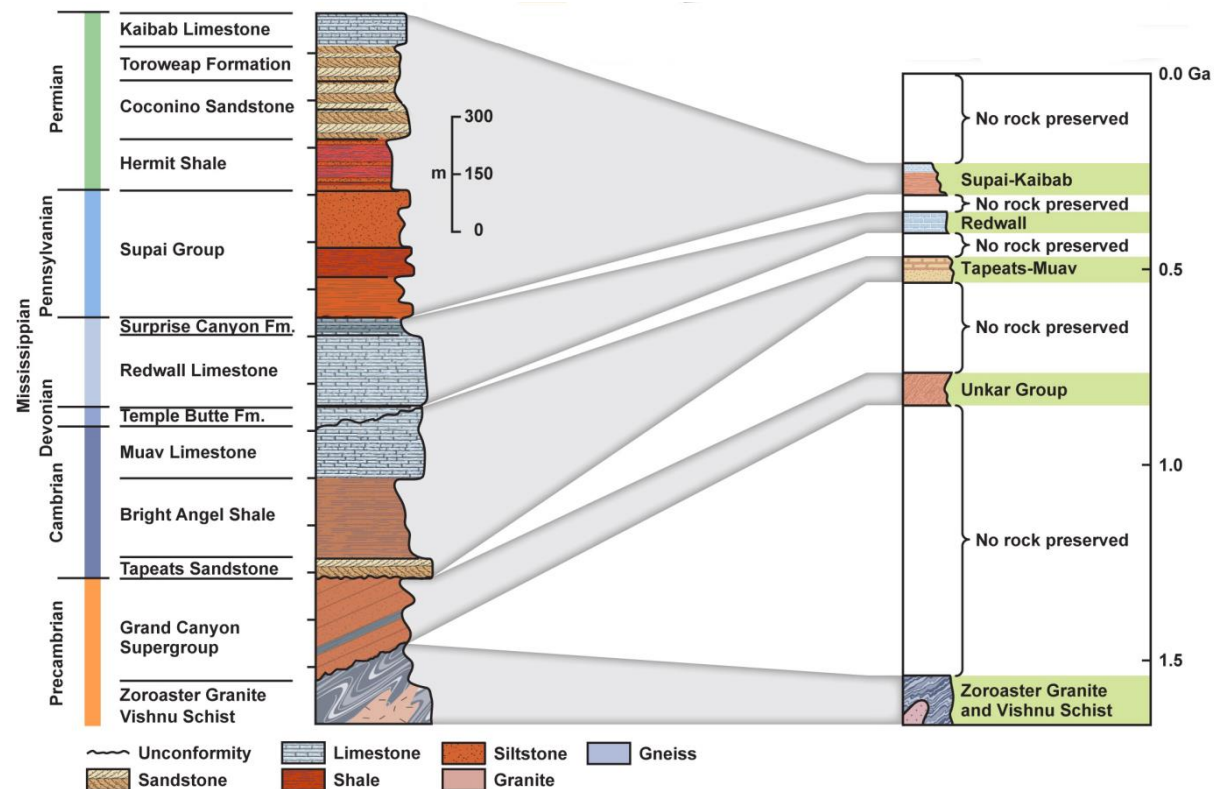 Permian
Pennsylvanian
Mississippian
Devonian
Cambrian
Precambrian
Kaibab Limestone
Toroweap Formation
Coconino Sandstone
Hermit Shale
Supai Group
Surprise Canyon Fm.
Redwall Limestone
Temple Butte Fm.
Muav Limestone
Bright Angel Shale
Tapeats Sandstone
Grand Canyon
Supergroup
Zoroaster Granite
Vishnu Schist
300
m 150
0
0.0 Ga
No rock preserved
Supai-Kaibab
No rock preserved
Redwall
No rock preserved
Tapeats-Muav
0.5
No rock preserved
Unkar Group
1.0
No rock preserved
1.5
Zoroaster Granite
and Vishnu Schist
Unconformity
Limestone
Siltstone
Gneiss
Sandstone
Shale
Granite